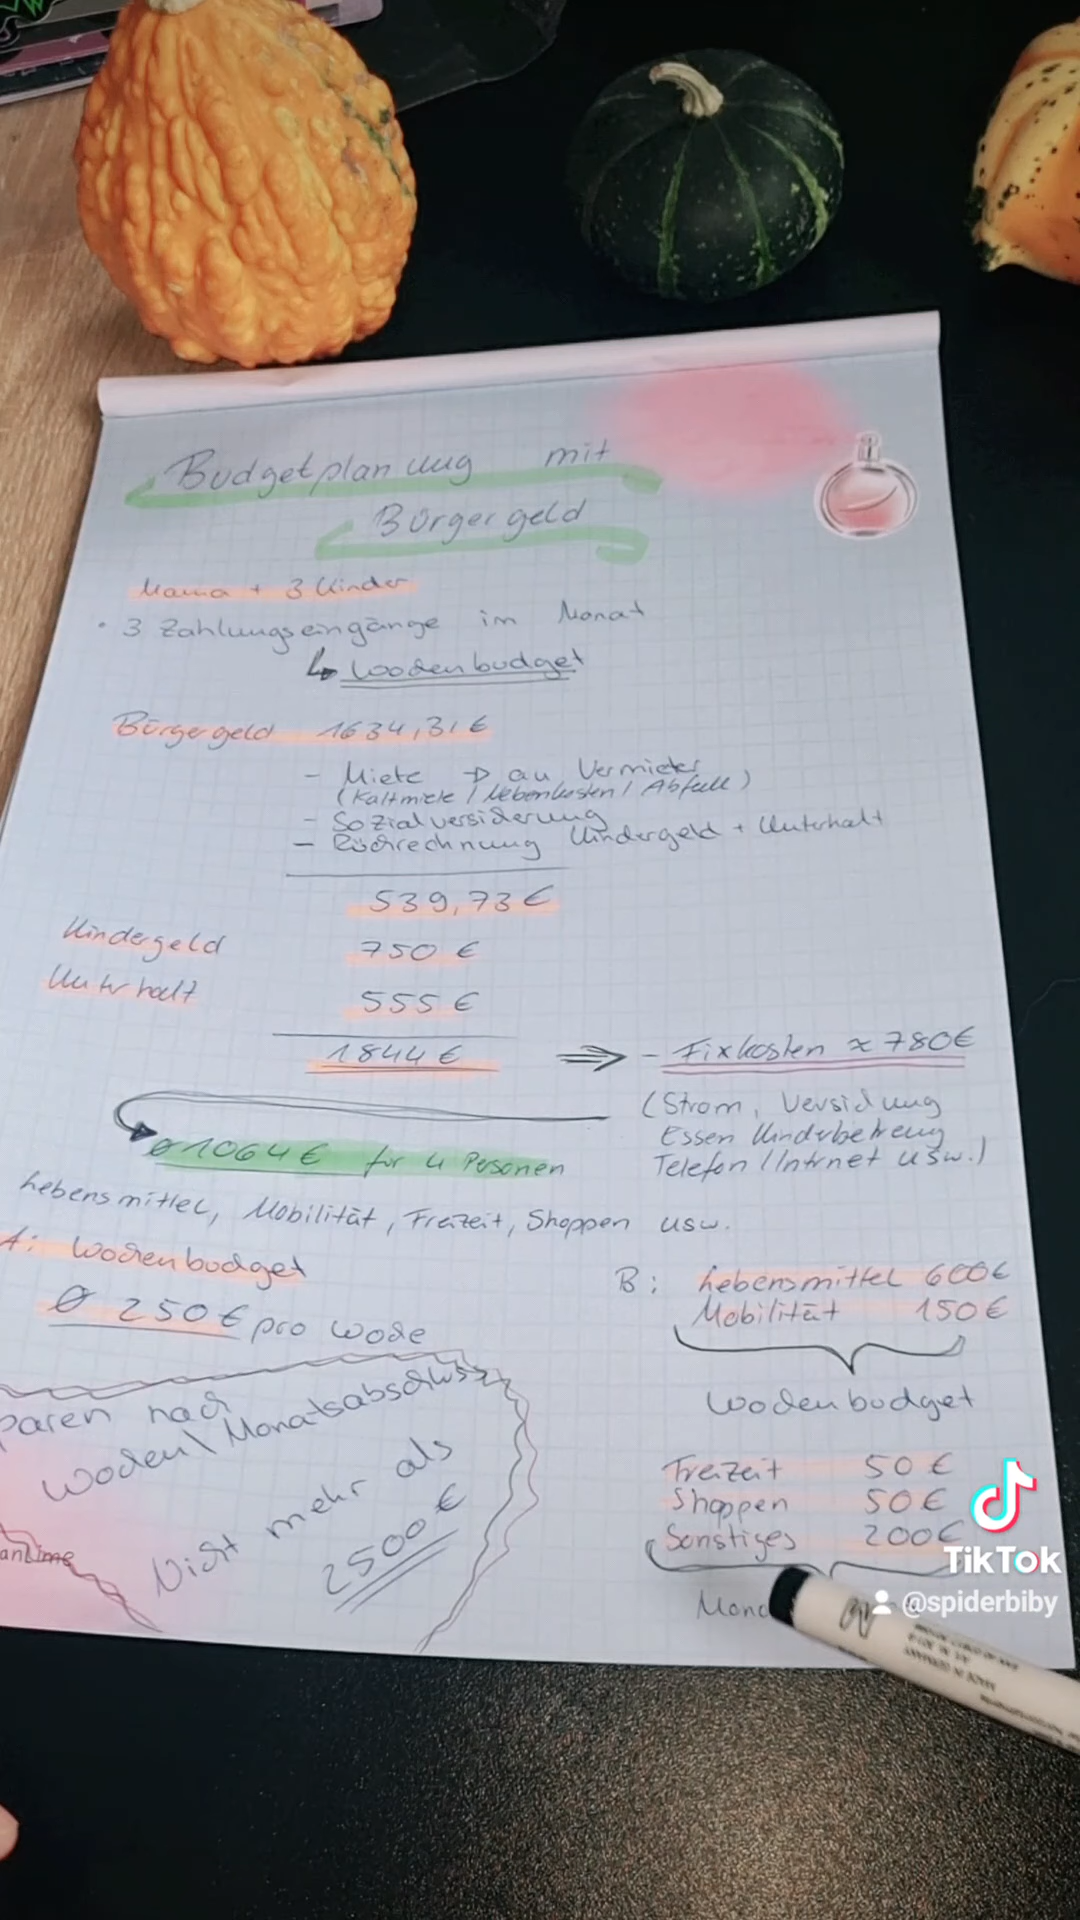 Budgetplanung mit
Bürgergeld
Mama + 3 Kinder
• 3 Zahlungseingänge im Monat
↳ Wochenbudget
Bürgergeld 1634,31€
- Miete → an Vermieter
(Kaltmiete / Nebenkosten / Abfall)
- Sozialversicherung
- Rückrechnung Kindergeld + Unterhalt
539,73€
Kindergeld 750 €
Unterhalt 555 €
1844 € ⇒ - Fixkosten ≈ 780€
(Strom, Versichung
Essen Kinderbetreug
Telefon / Intrnet usw.)
Ø 1064 € für 4 Personen
Lebensmittel, Mobilität, Freizeit, Shoppen usw.
A: Wochenbudget
Ø 250 € pro Woche
B: Lebensmittel 600€
Mobilität 150€
Wochenbudget
Freizeit 50 €
Shoppen 50 €
Sonstiges 200€
paren nach
Wochen \ Monatsabschluss
Nicht mehr als
2500 €
TikTok
@spiderbiby